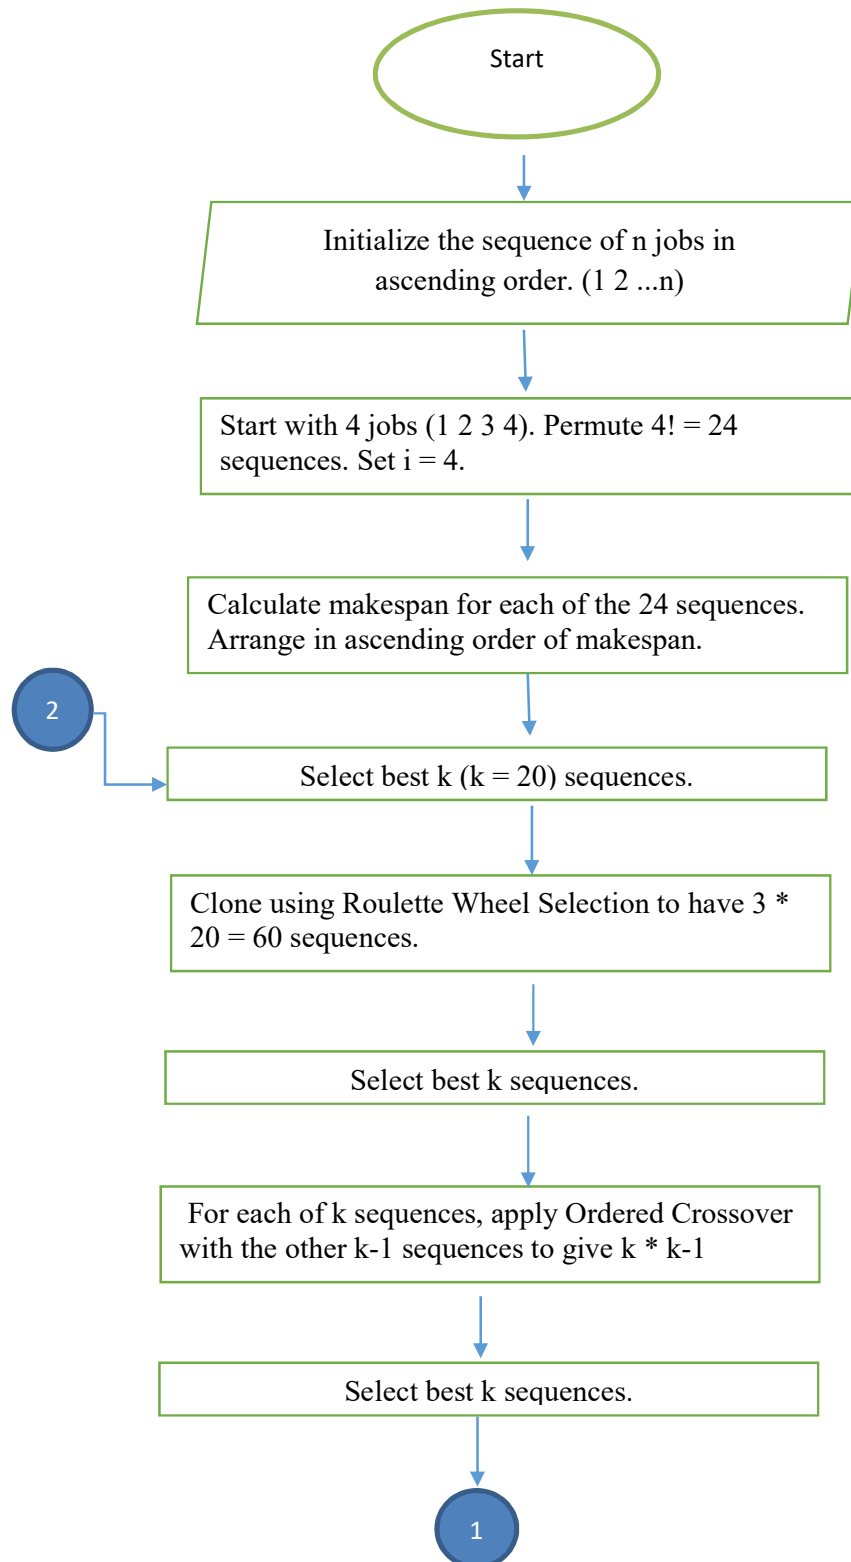 Start
Initialize the sequence of n jobs in
ascending order. (1 2 ...n)
Start with 4 jobs (1 2 3 4). Permute 4! = 24
sequences. Set i = 4.
Calculate makespan for each of the 24 sequences.
Arrange in ascending order of makespan.
2
Select best k (k = 20) sequences.
Clone using Roulette Wheel Selection to have 3 *
20 = 60 sequences.
Select best k sequences.
For each of k sequences, apply Ordered Crossover
with the other k-1 sequences to give k * k-1
Select best k sequences.
1